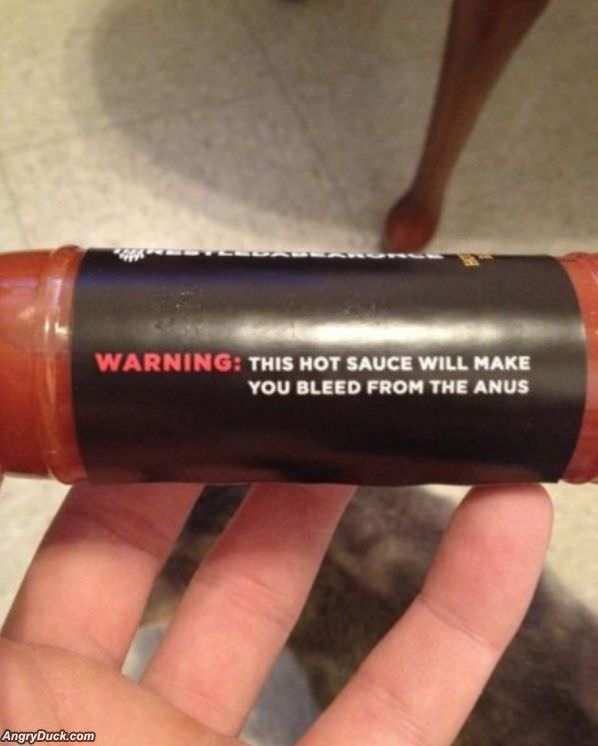 WARNING: THIS HOT SAUCE WILL MAKE
YOU BLEED FROM THE ANUS
AngryDuck.com